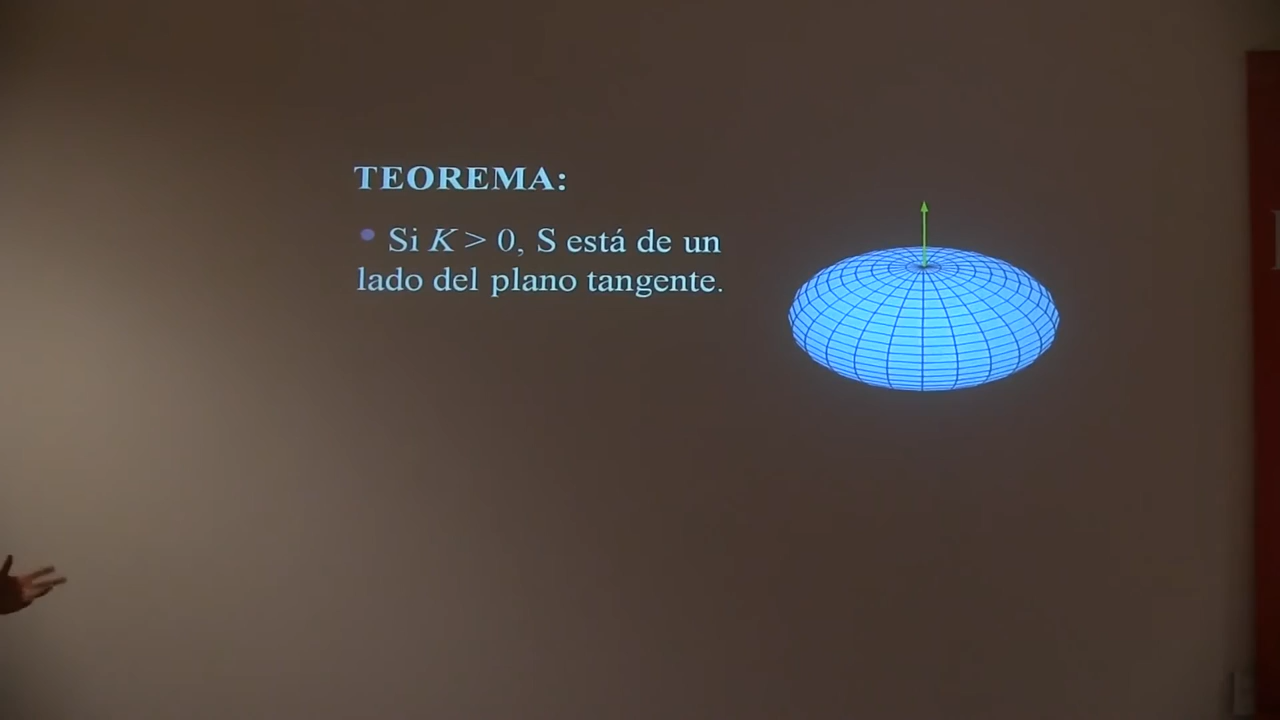 TEOREMA:
• Si K > 0, S está de un
lado del plano tangente.